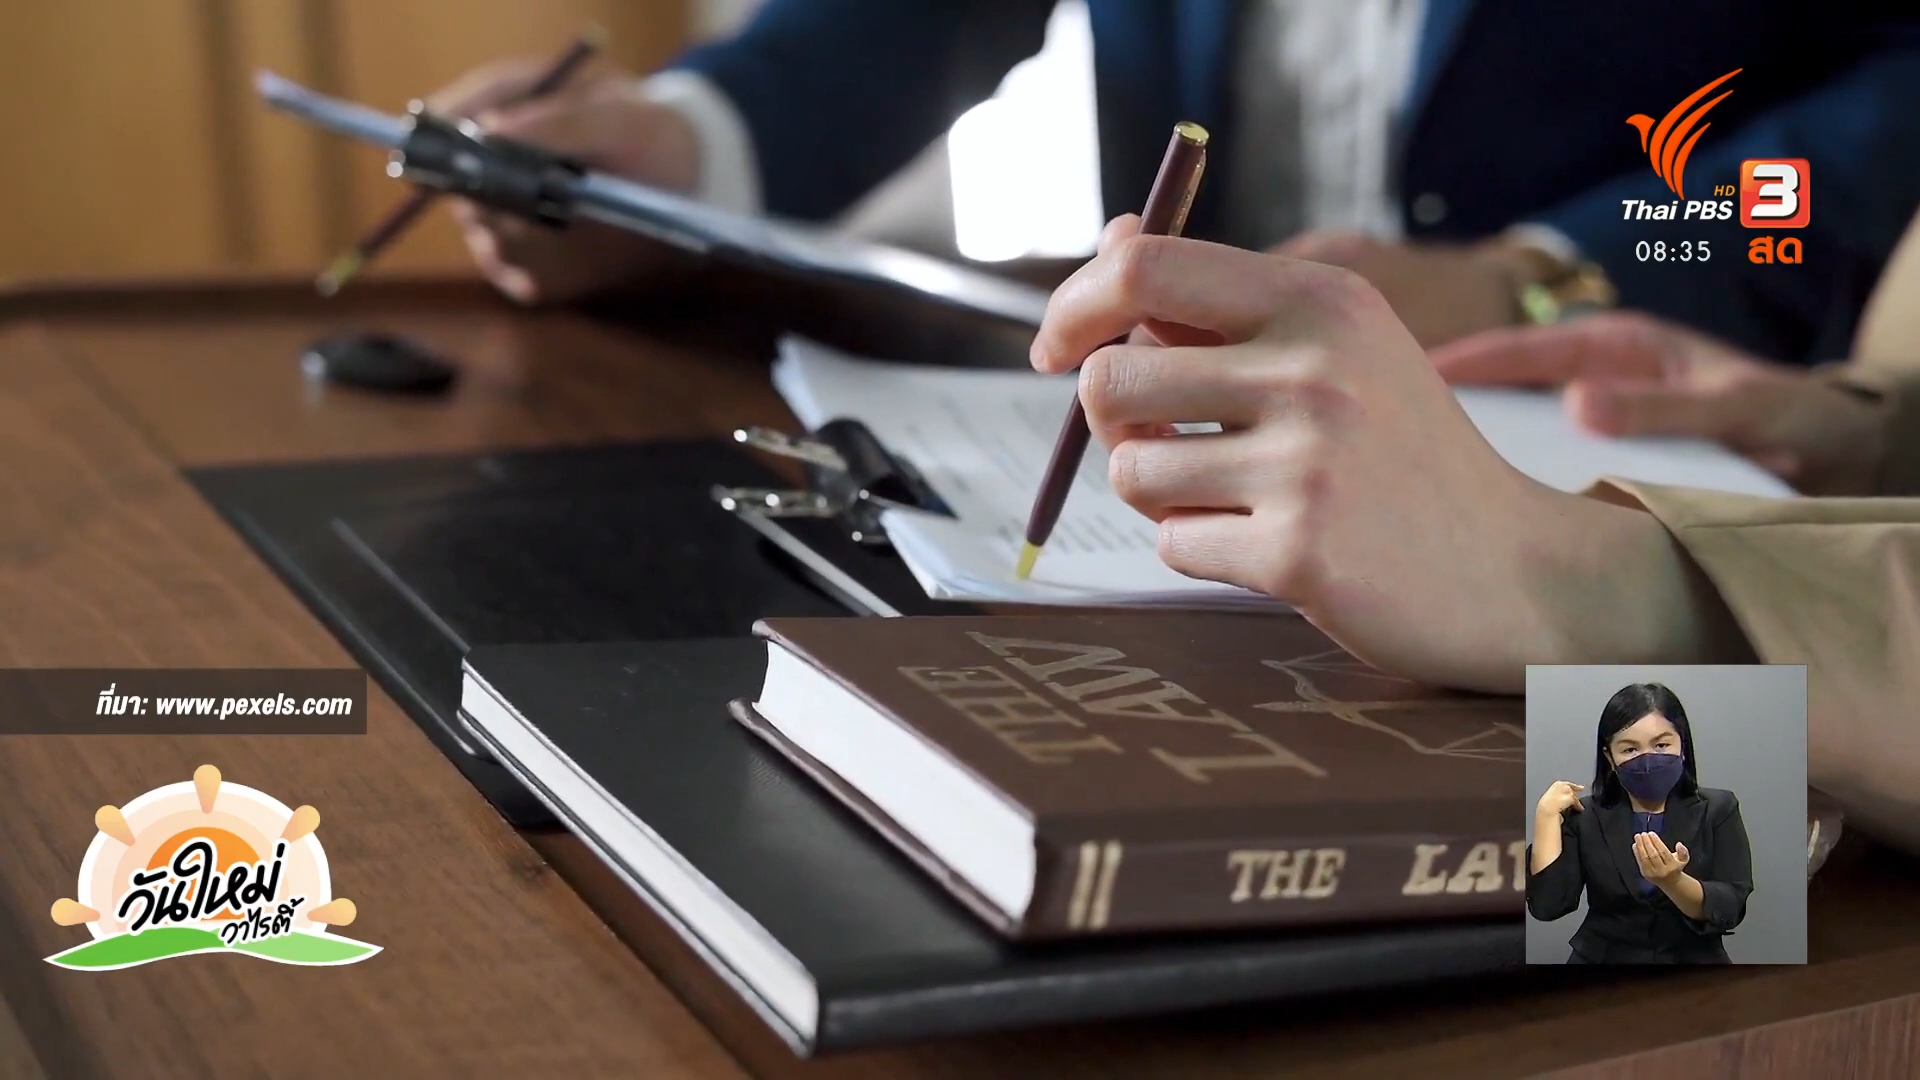 HD
Thai PBS 3
08:35 สด
ที่มา: www.pexels.com
วันใหม่
วาไรตี้
THE
LAW
THE LAW